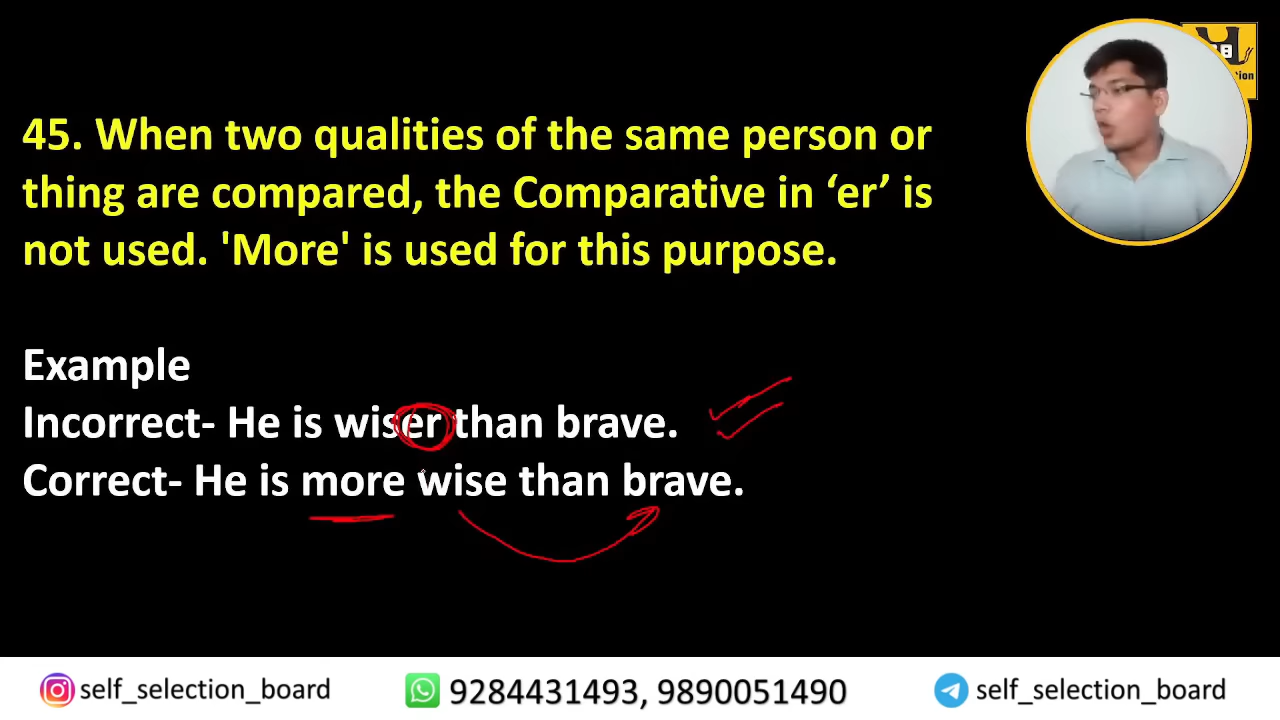 45. When two qualities of the same person or
thing are compared, the Comparative in ‘er’ is
not used. 'More' is used for this purpose.
Example
Incorrect- He is wiser than brave.
Correct- He is more wise than brave.
self_selection_board
9284431493, 9890051490
self_selection_board